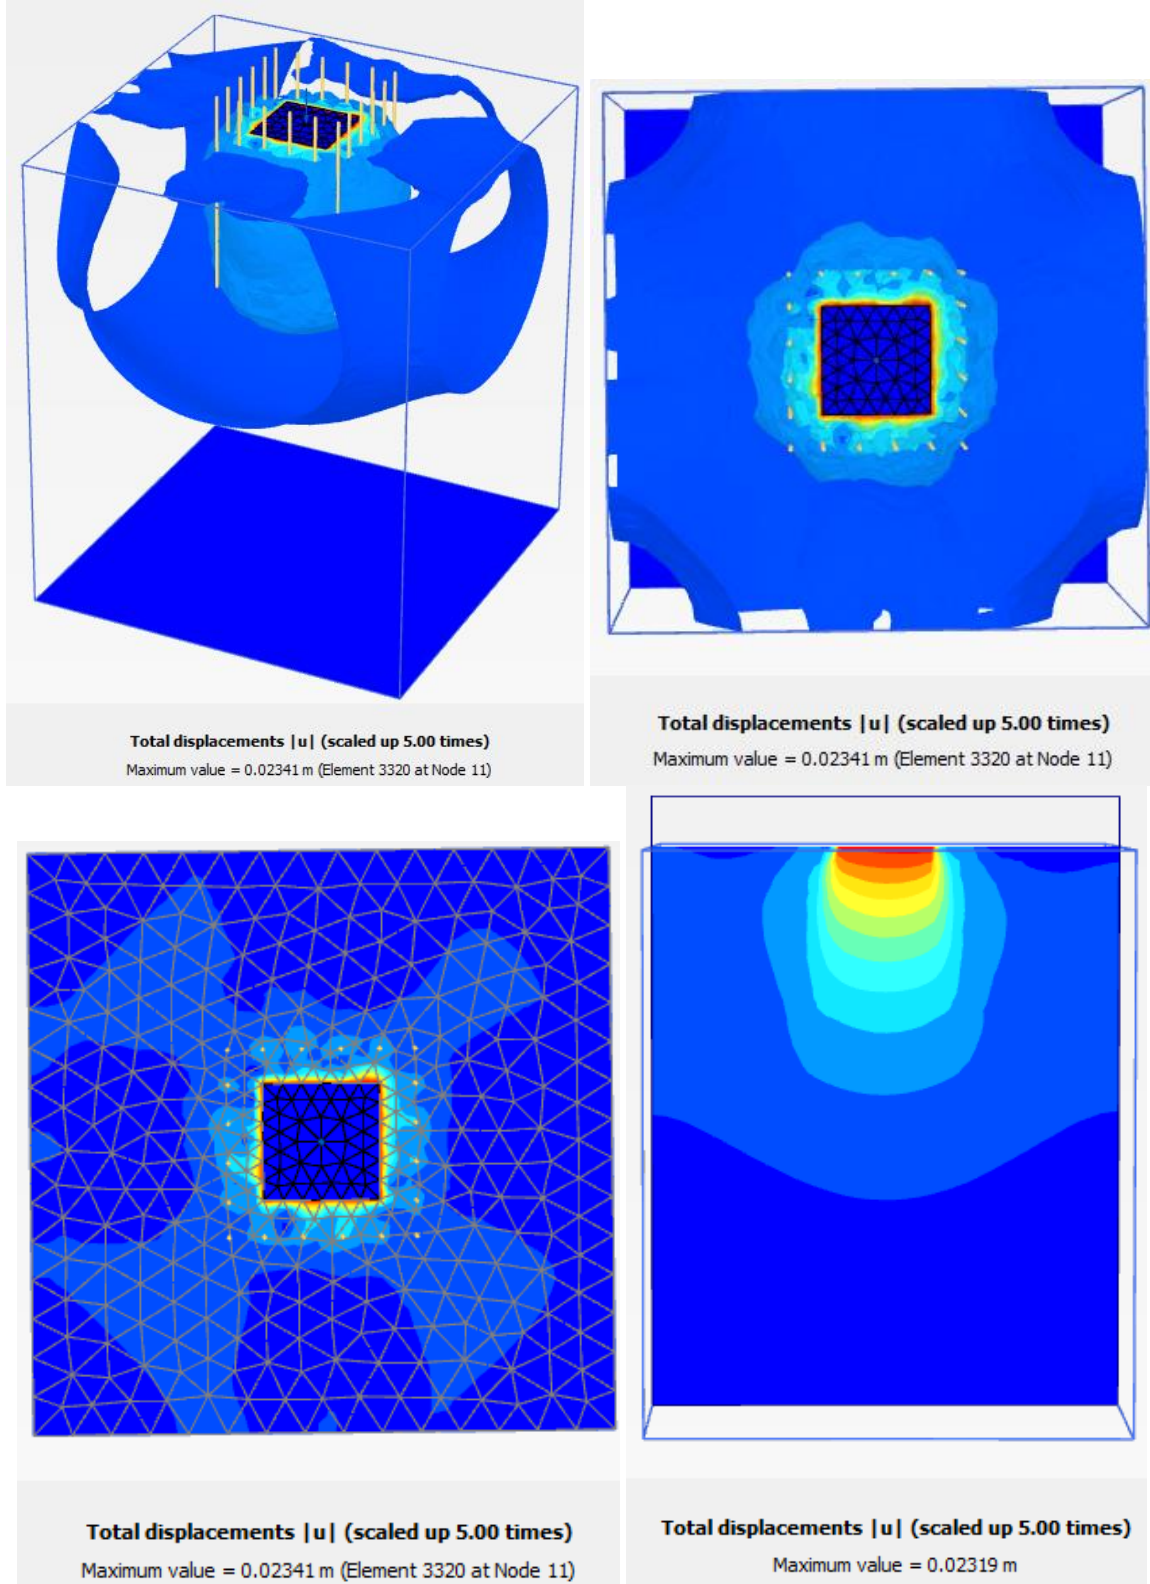 Total displacements |u| (scaled up 5.00 times)
Maximum value = 0.02341 m (Element 3320 at Node 11)
Total displacements |u| (scaled up 5.00 times)
Maximum value = 0.02341 m (Element 3320 at Node 11)
Total displacements |u| (scaled up 5.00 times)
Maximum value = 0.02341 m (Element 3320 at Node 11)
Total displacements |u| (scaled up 5.00 times)
Maximum value = 0.02319 m